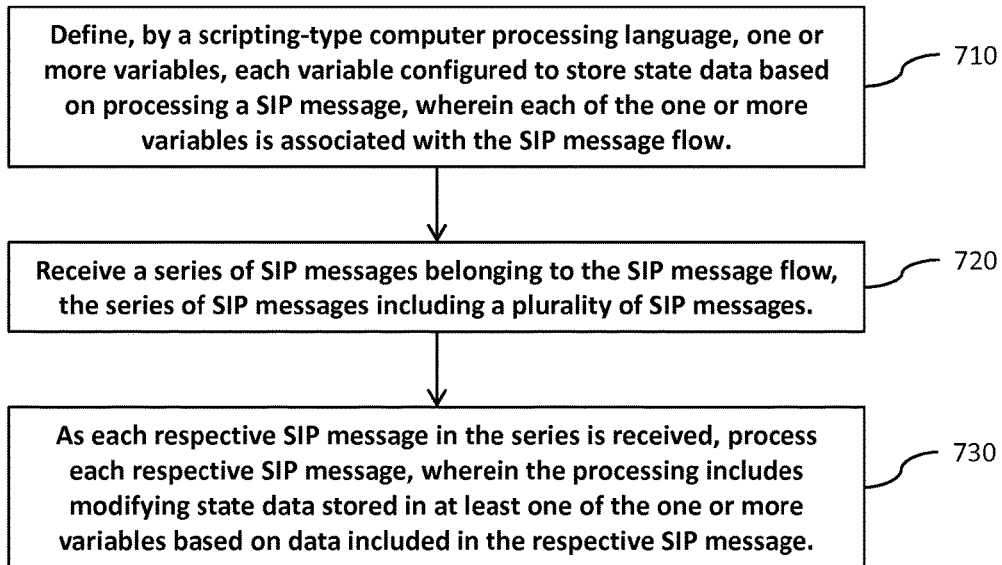 Define, by a scripting-type computer processing language, one or
more variables, each variable configured to store state data based
on processing a SIP message, wherein each of the one or more
variables is associated with the SIP message flow.
710
Receive a series of SIP messages belonging to the SIP message flow,
the series of SIP messages including a plurality of SIP messages.
720
As each respective SIP message in the series is received, process
each respective SIP message, wherein the processing includes
modifying state data stored in at least one of the one or more
variables based on data included in the respective SIP message.
730